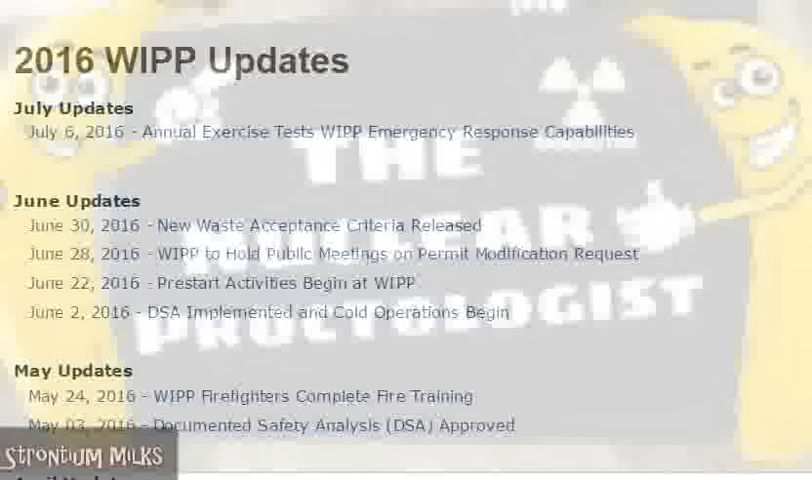 2016 WIPP Updates
July Updates
July 6, 2016 - Annual Exercise Tests WIPP Emergency Response Capabilities
THE
June Updates
June 30, 2016 - New Waste Acceptance Criteria Released
NUCLEAR
June 28, 2016 - WIPP to Hold Public Meetings on Permit Modification Request
June 22, 2016 - Prestart Activities Begin at WIPP
June 2, 2016 - DSA Implemented and Cold Operations Begin
PROCTOLOGIST
May Updates
May 24, 2016 - WIPP Firefighters Complete Fire Training
May 03, 2016 - Documented Safety Analysis (DSA) Approved
STRONTIUM MILKS